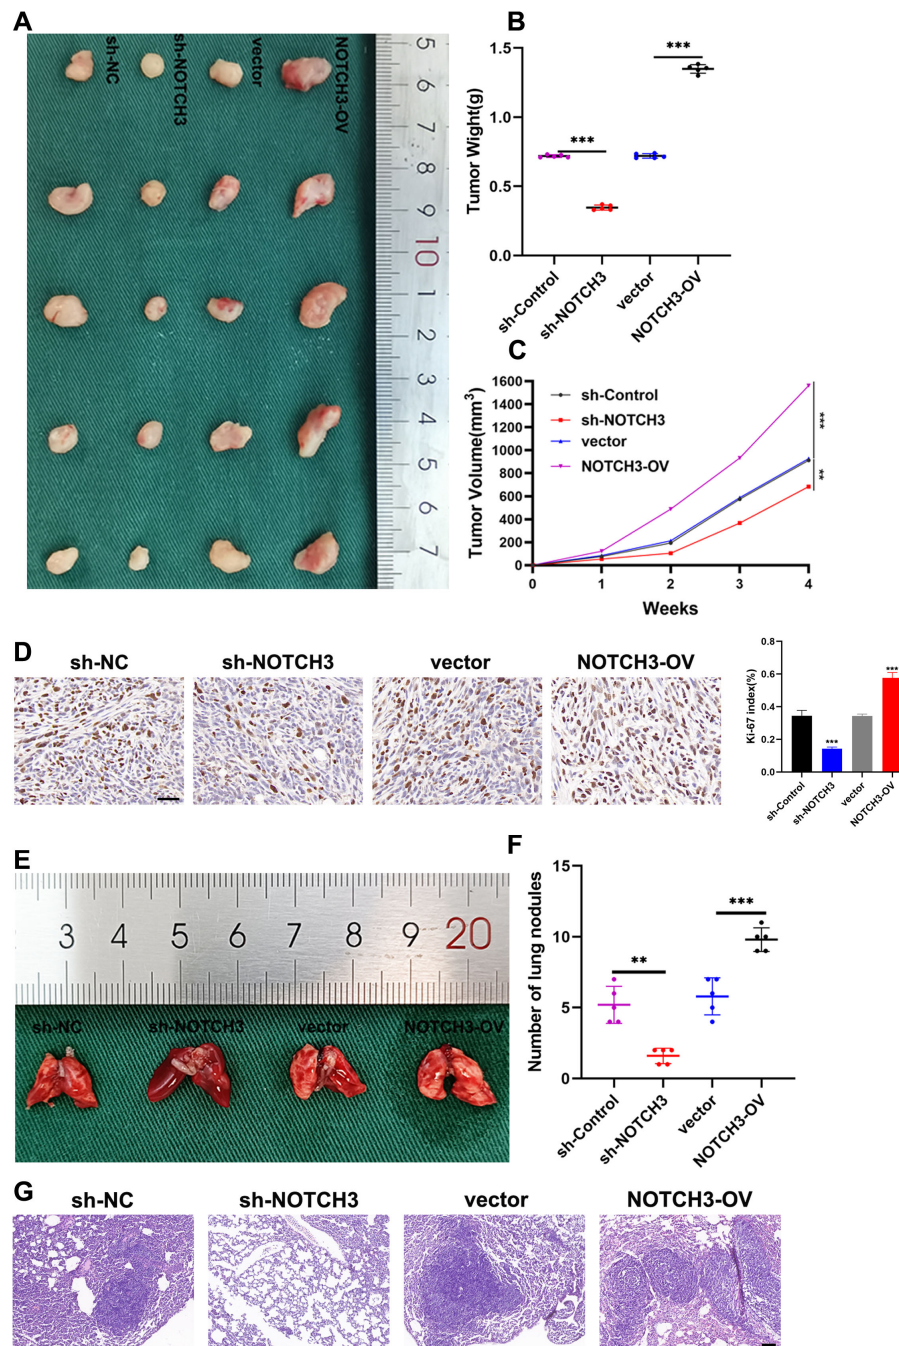 A
sh-NC
sh-NOTCH3
vector
NOTCH3-OV
5
6
7
8
9
10
1
2
3
4
5
6
7
B
Tumor Wight(g)
1.5
1.0
0.5
0.0
***
***
sh-Control
sh-NOTCH3
vector
NOTCH3-OV
C
Tumor Volume(mm3)
1600
1400
1200
1000
800
600
400
200
0
sh-Control
sh-NOTCH3
vector
NOTCH3-OV
***
**
0 1 2 3 4
Weeks
D
sh-NC sh-NOTCH3 vector NOTCH3-OV
Ki-67 index(%)
0.8
0.6
0.4
0.2
0.0
***
***
sh-Control
sh-NOTCH3
vector
NOTCH3-OV
E
3 4 5 6 7 8 9 20
sh-NC sh-NOTCH3 vector NOTCH3-OV
F
Number of lung nodules
15
10
5
0
**
***
sh-Control
sh-NOTCH3
vector
NOTCH3-OV
G
sh-NC sh-NOTCH3 vector NOTCH3-OV